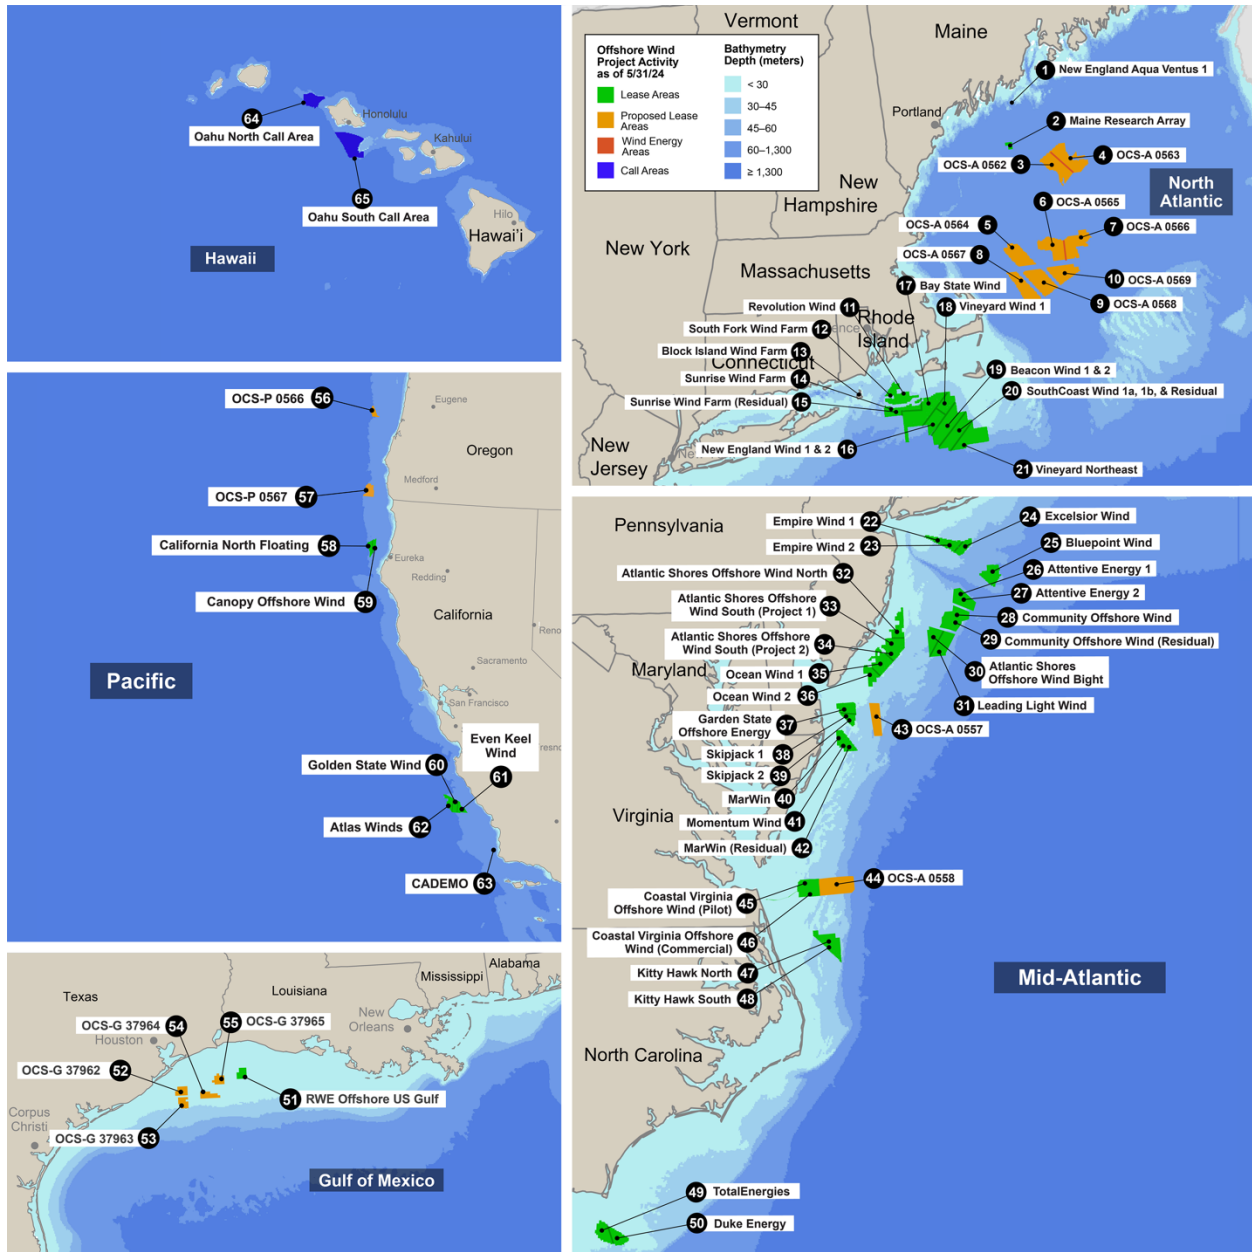 64
Oahu North Call Area
Honolulu
Kahului
65
Oahu South Call Area
Hilo
Hawai'i
Hawaii
OCS-P 0566
56
Eugene
Oregon
OCS-P 0567
57
Medford
California North Floating
58
Eureka
Redding
Canopy Offshore Wind
59
California
Reno
Sacramento
Pacific
San Francisco
Even Keel
Wind
61
Golden State Wind
60
Fresno
Atlas Winds
62
CADEMO
63
Texas
Louisiana
Mississippi
Alabama
New
Orleans
OCS-G 37964
54
55
OCS-G 37965
Houston
OCS-G 37962
52
51
RWE Offshore US Gulf
Corpus
Christi
OCS-G 37963
53
Gulf of Mexico
Vermont
Maine
Offshore Wind
Project Activity
as of 5/31/24
Lease Areas
Proposed Lease
Areas
Wind Energy
Areas
Call Areas
Bathymetry
Depth (meters)
< 30
30–45
45–60
60–1,300
≥ 1,300
1
New England Aqua Ventus 1
Portland
2
Maine Research Array
OCS-A 0562
3
4
OCS-A 0563
North
Atlantic
New
Hampshire
6
OCS-A 0565
OCS-A 0564
5
7
OCS-A 0566
OCS-A 0567
8
10
OCS-A 0569
9
OCS-A 0568
New York
Massachusetts
17
Bay State Wind
Revolution Wind
11
18
Vineyard Wind 1
South Fork Wind Farm
12
Rhode
Island
Block Island Wind Farm
13
Connecticut
Sunrise Wind Farm
14
19
Beacon Wind 1 & 2
Sunrise Wind Farm (Residual)
15
20
SouthCoast Wind 1a, 1b, & Residual
New England Wind 1 & 2
16
21
Vineyard Northeast
New
Jersey
Pennsylvania
Empire Wind 1
22
24
Excelsior Wind
Empire Wind 2
23
25
Bluepoint Wind
Atlantic Shores Offshore Wind North
32
26
Attentive Energy 1
27
Attentive Energy 2
Atlantic Shores Offshore
Wind South (Project 1)
33
28
Community Offshore Wind
29
Community Offshore Wind (Residual)
Atlantic Shores Offshore
Wind South (Project 2)
34
30
Atlantic Shores
Offshore Wind Bight
Maryland
Ocean Wind 1
35
Ocean Wind 2
36
31
Leading Light Wind
Garden State
Offshore Energy
37
43
OCS-A 0557
Skipjack 1
38
Skipjack 2
39
MarWin
40
Virginia
Momentum Wind
41
MarWin (Residual)
42
44
OCS-A 0558
Coastal Virginia
Offshore Wind (Pilot)
45
Coastal Virginia Offshore
Wind (Commercial)
46
Kitty Hawk North
47
Kitty Hawk South
48
Mid-Atlantic
North Carolina
49
TotalEnergies
50
Duke Energy